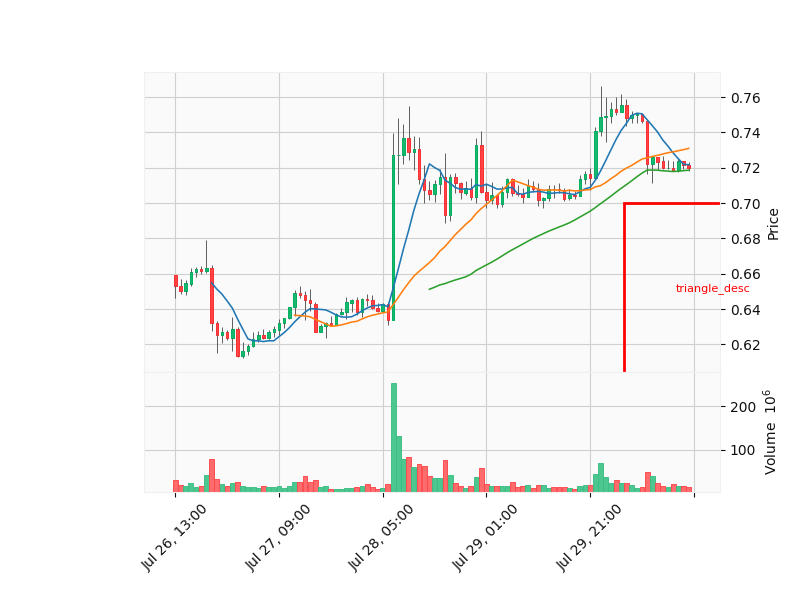 0.76
0.74
0.72
0.70
0.68
0.66
0.64
0.62
Price
triangle_desc
200
100
Volume 10^6
Jul 26, 13:00
Jul 27, 09:00
Jul 28, 05:00
Jul 29, 01:00
Jul 29, 21:00